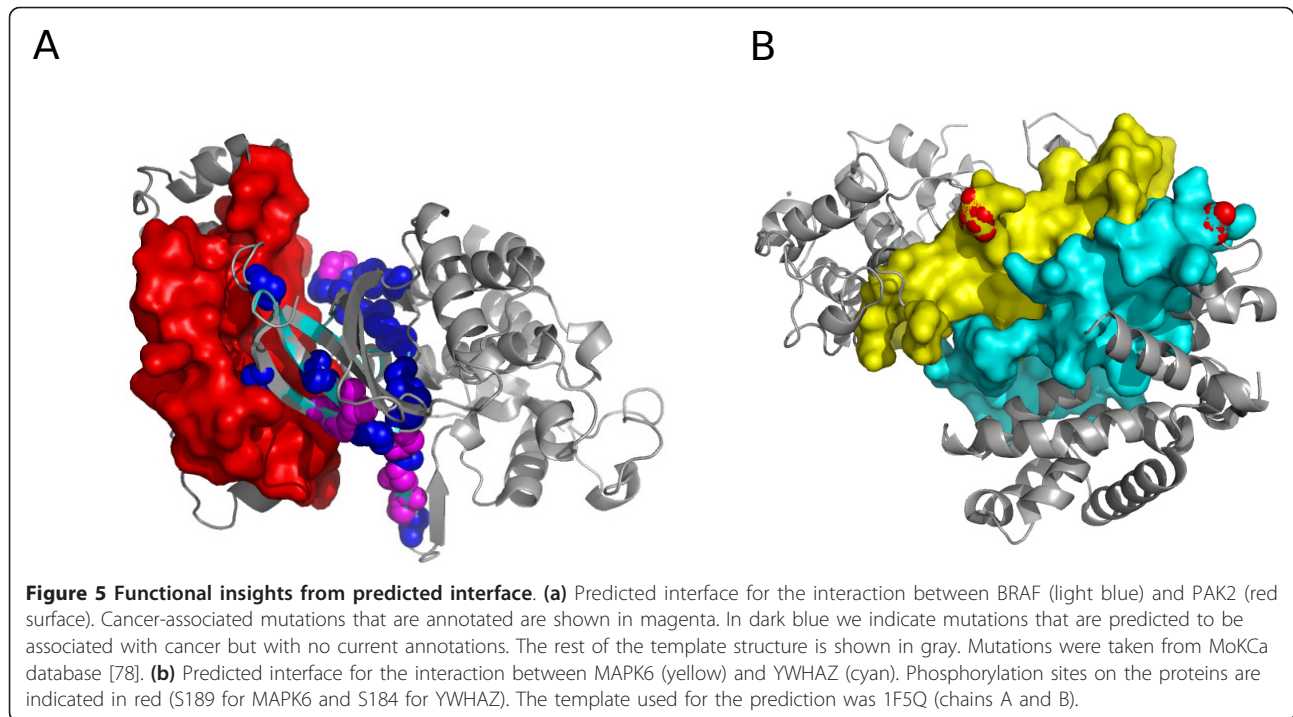 A
B
Figure 5 Functional insights from predicted interface. (a) Predicted interface for the interaction between BRAF (light blue) and PAK2 (red
surface). Cancer-associated mutations that are annotated are shown in magenta. In dark blue we indicate mutations that are predicted to be
associated with cancer but with no current annotations. The rest of the template structure is shown in gray. Mutations were taken from MoKCa
database [78]. (b) Predicted interface for the interaction between MAPK6 (yellow) and YWHAZ (cyan). Phosphorylation sites on the proteins are
indicated in red (S189 for MAPK6 and S184 for YWHAZ). The template used for the prediction was 1F5Q (chains A and B).